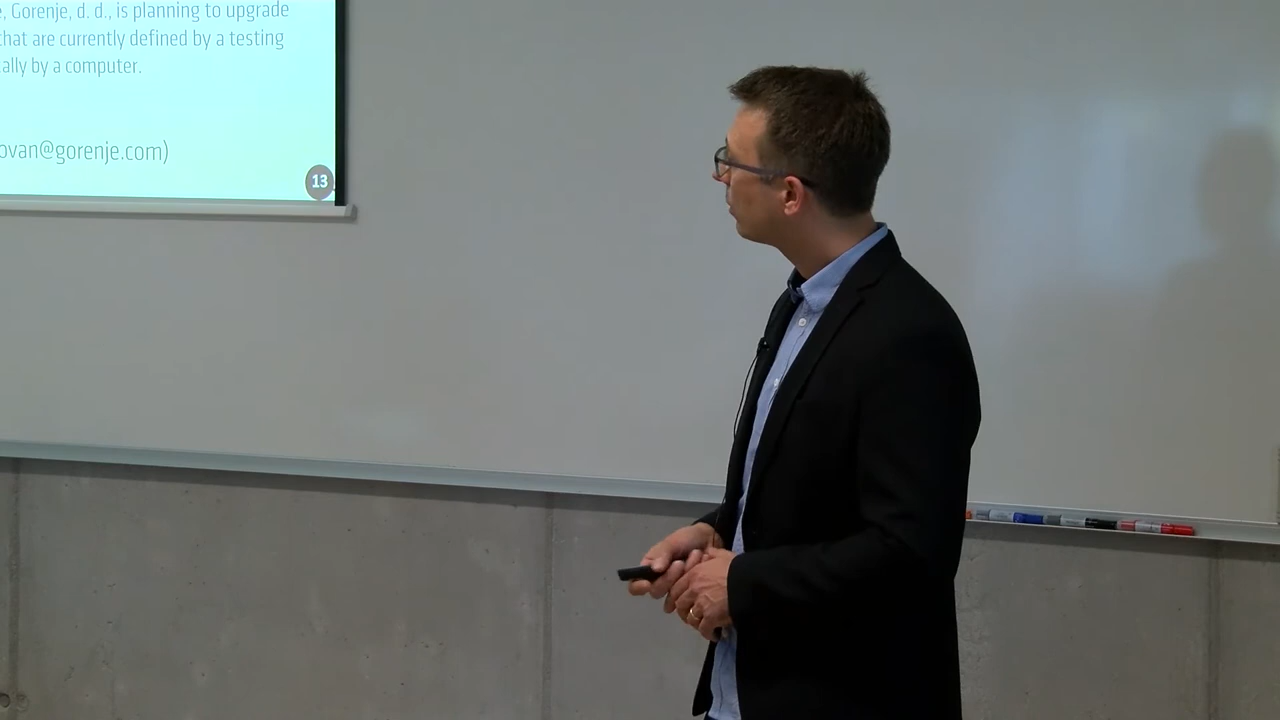 , Gorenje, d. d., is planning to upgrade
that are currently defined by a testing
ally by a computer.
ovan@gorenje.com)
13